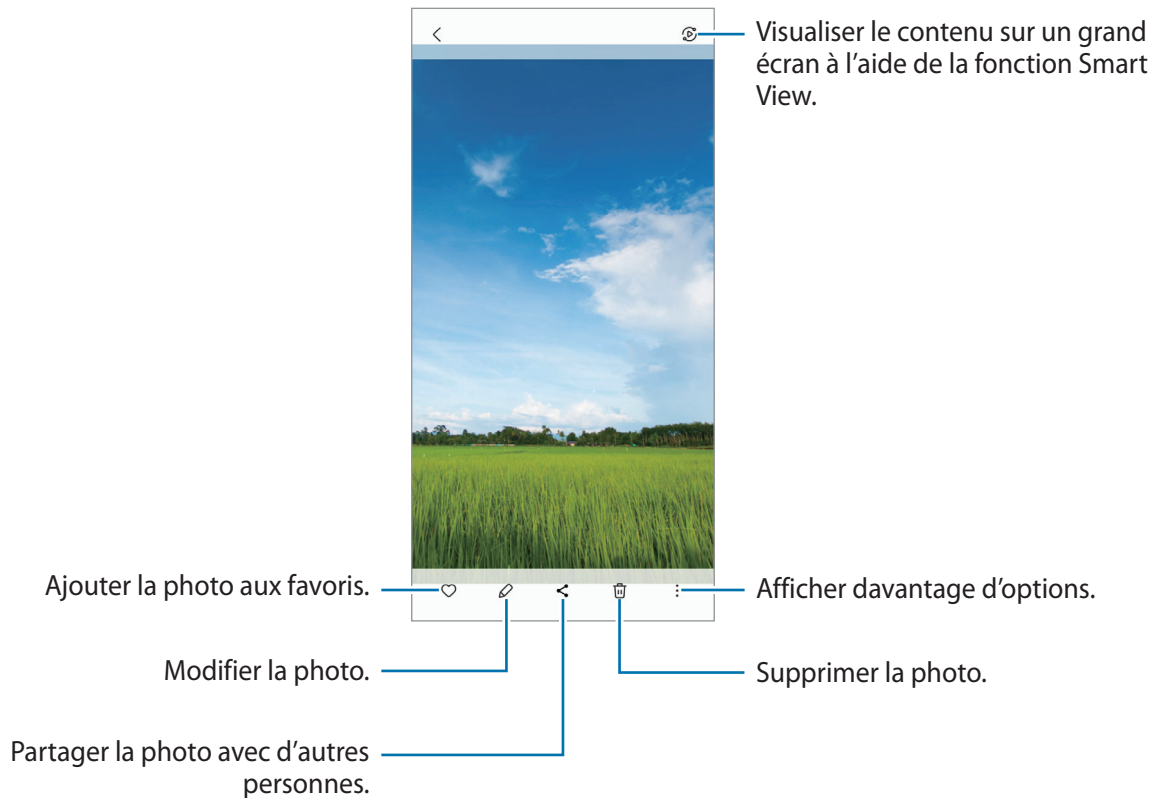 Visualiser le contenu sur un grand
écran à l’aide de la fonction Smart
View.
Ajouter la photo aux favoris.
Afficher davantage d’options.
Modifier la photo.
Supprimer la photo.
Partager la photo avec d’autres
personnes.